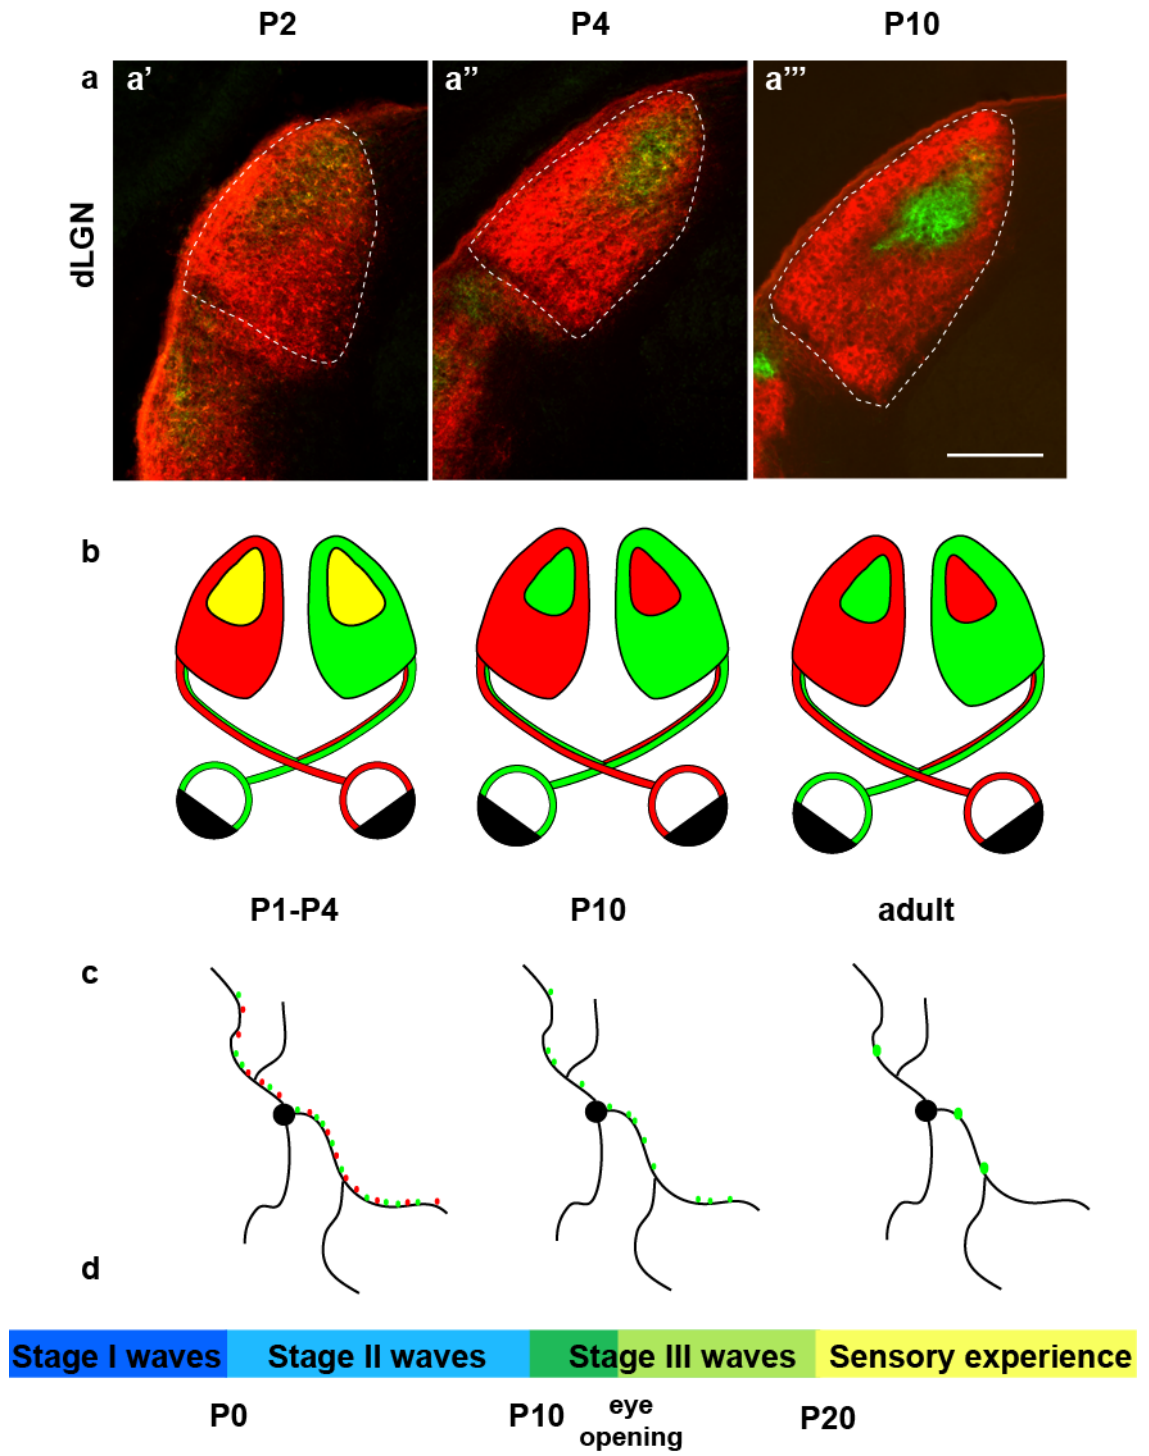 P2 P4 P10
a a’ a’’ a’’’
dLGN
b
P1-P4 P10 adult
c
d
Stage I waves Stage II waves Stage III waves Sensory experience
P0 P10 eye opening P20